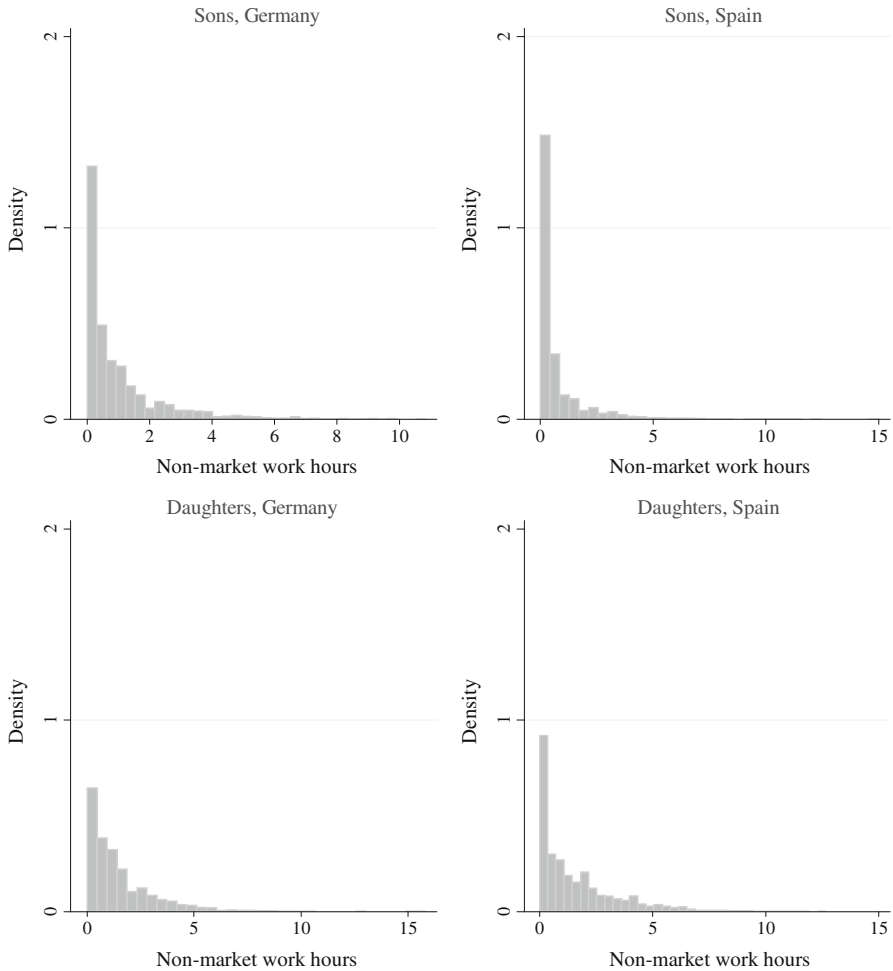 Sons, Germany
Density
2
1
0
0 2 4 6 8 10
Non-market work hours
Sons, Spain
Density
2
1
0
0 5 10 15
Non-market work hours
Daughters, Germany
Density
2
1
0
0 5 10 15
Non-market work hours
Daughters, Spain
Density
2
1
0
0 5 10 15
Non-market work hours